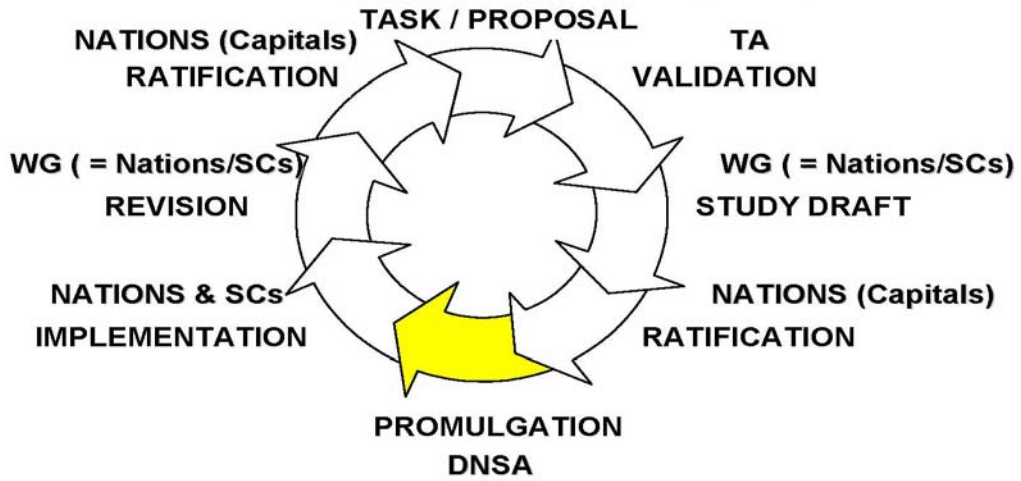 TASK / PROPOSAL
TA
VALIDATION
WG ( = Nations/SCs)
STUDY DRAFT
NATIONS (Capitals)
RATIFICATION
PROMULGATION
DNSA
NATIONS & SCs
IMPLEMENTATION
WG ( = Nations/SCs)
REVISION
NATIONS (Capitals)
RATIFICATION